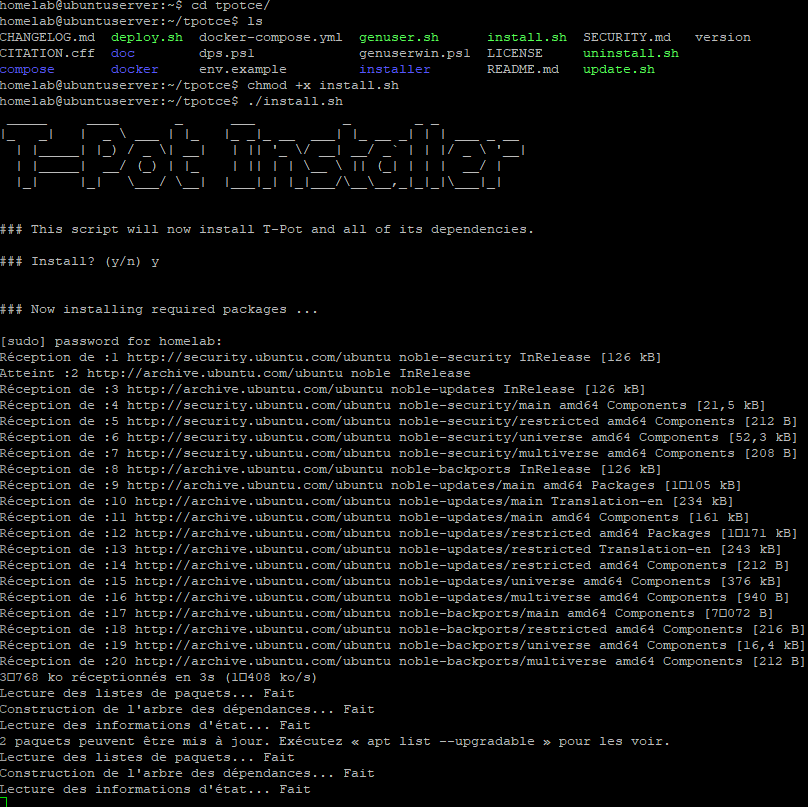 homelab@ubuntuserver:~$ cd tpotce/
homelab@ubuntuserver:~/tpotce$ ls
CHANGELOG.md  deploy.sh  docker-compose.yml  genuser.sh      install.sh  SECURITY.md   version
CITATION.cff  doc        dps.ps1             genuserwin.ps1  LICENSE     uninstall.sh
compose       docker     env.example         installer       README.md   update.sh
homelab@ubuntuserver:~/tpotce$ chmod +x install.sh
homelab@ubuntuserver:~/tpotce$ ./install.sh
T-Pot Installer
### This script will now install T-Pot and all of its dependencies.
### Install? (y/n) y
### Now installing required packages ...
[sudo] password for homelab:
Réception de :1 http://security.ubuntu.com/ubuntu noble-security InRelease [126 kB]
Atteint :2 http://archive.ubuntu.com/ubuntu noble InRelease
Réception de :3 http://archive.ubuntu.com/ubuntu noble-updates InRelease [126 kB]
Réception de :4 http://security.ubuntu.com/ubuntu noble-security/main amd64 Components [21,5 kB]
Réception de :5 http://security.ubuntu.com/ubuntu noble-security/restricted amd64 Components [212 B]
Réception de :6 http://security.ubuntu.com/ubuntu noble-security/universe amd64 Components [52,3 kB]
Réception de :7 http://security.ubuntu.com/ubuntu noble-security/multiverse amd64 Components [208 B]
Réception de :8 http://archive.ubuntu.com/ubuntu noble-backports InRelease [126 kB]
Réception de :9 http://archive.ubuntu.com/ubuntu noble-updates/main amd64 Packages [1□105 kB]
Réception de :10 http://archive.ubuntu.com/ubuntu noble-updates/main Translation-en [234 kB]
Réception de :11 http://archive.ubuntu.com/ubuntu noble-updates/main amd64 Components [161 kB]
Réception de :12 http://archive.ubuntu.com/ubuntu noble-updates/restricted amd64 Packages [1□171 kB]
Réception de :13 http://archive.ubuntu.com/ubuntu noble-updates/restricted Translation-en [243 kB]
Réception de :14 http://archive.ubuntu.com/ubuntu noble-updates/restricted amd64 Components [212 B]
Réception de :15 http://archive.ubuntu.com/ubuntu noble-updates/universe amd64 Components [376 kB]
Réception de :16 http://archive.ubuntu.com/ubuntu noble-updates/multiverse amd64 Components [940 B]
Réception de :17 http://archive.ubuntu.com/ubuntu noble-backports/main amd64 Components [7□072 B]
Réception de :18 http://archive.ubuntu.com/ubuntu noble-backports/restricted amd64 Components [216 B]
Réception de :19 http://archive.ubuntu.com/ubuntu noble-backports/universe amd64 Components [16,4 kB]
Réception de :20 http://archive.ubuntu.com/ubuntu noble-backports/multiverse amd64 Components [212 B]
3□768 ko réceptionnés en 3s (1□408 ko/s)
Lecture des listes de paquets... Fait
Construction de l'arbre des dépendances... Fait
Lecture des informations d'état... Fait
2 paquets peuvent être mis à jour. Exécutez « apt list --upgradable » pour les voir.
Lecture des listes de paquets... Fait
Construction de l'arbre des dépendances... Fait
Lecture des informations d'état... Fait